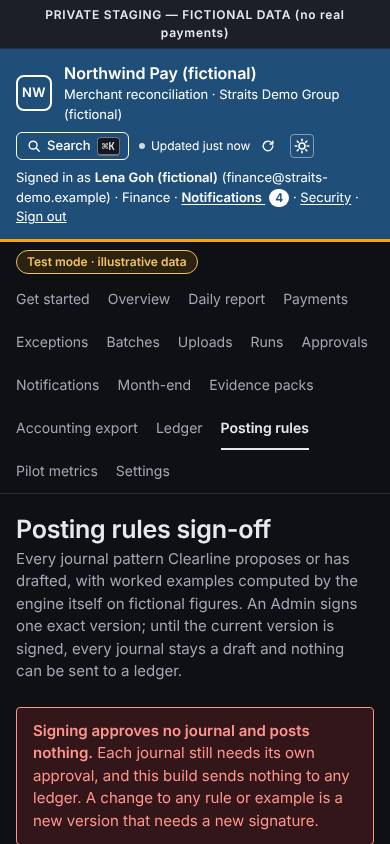 PRIVATE STAGING — FICTIONAL DATA (no real
payments)
NW
Northwind Pay (fictional)
Merchant reconciliation · Straits Demo Group
(fictional)
Search ⌘K
Updated just now
Signed in as Lena Goh (fictional) (finance@straits-
demo.example) · Finance · Notifications 4 · Security ·
Sign out
Test mode · illustrative data
Get started Overview Daily report Payments
Exceptions Batches Uploads Runs Approvals
Notifications Month-end Evidence packs
Accounting export Ledger Posting rules
Pilot metrics Settings
Posting rules sign-off
Every journal pattern Clearline proposes or has
drafted, with worked examples computed by the
engine itself on fictional figures. An Admin signs
one exact version; until the current version is
signed, every journal stays a draft and nothing
can be sent to a ledger.
Signing approves no journal and posts
nothing. Each journal still needs its own
approval, and this build sends nothing to any
ledger. A change to any rule or example is a
new version that needs a new signature.